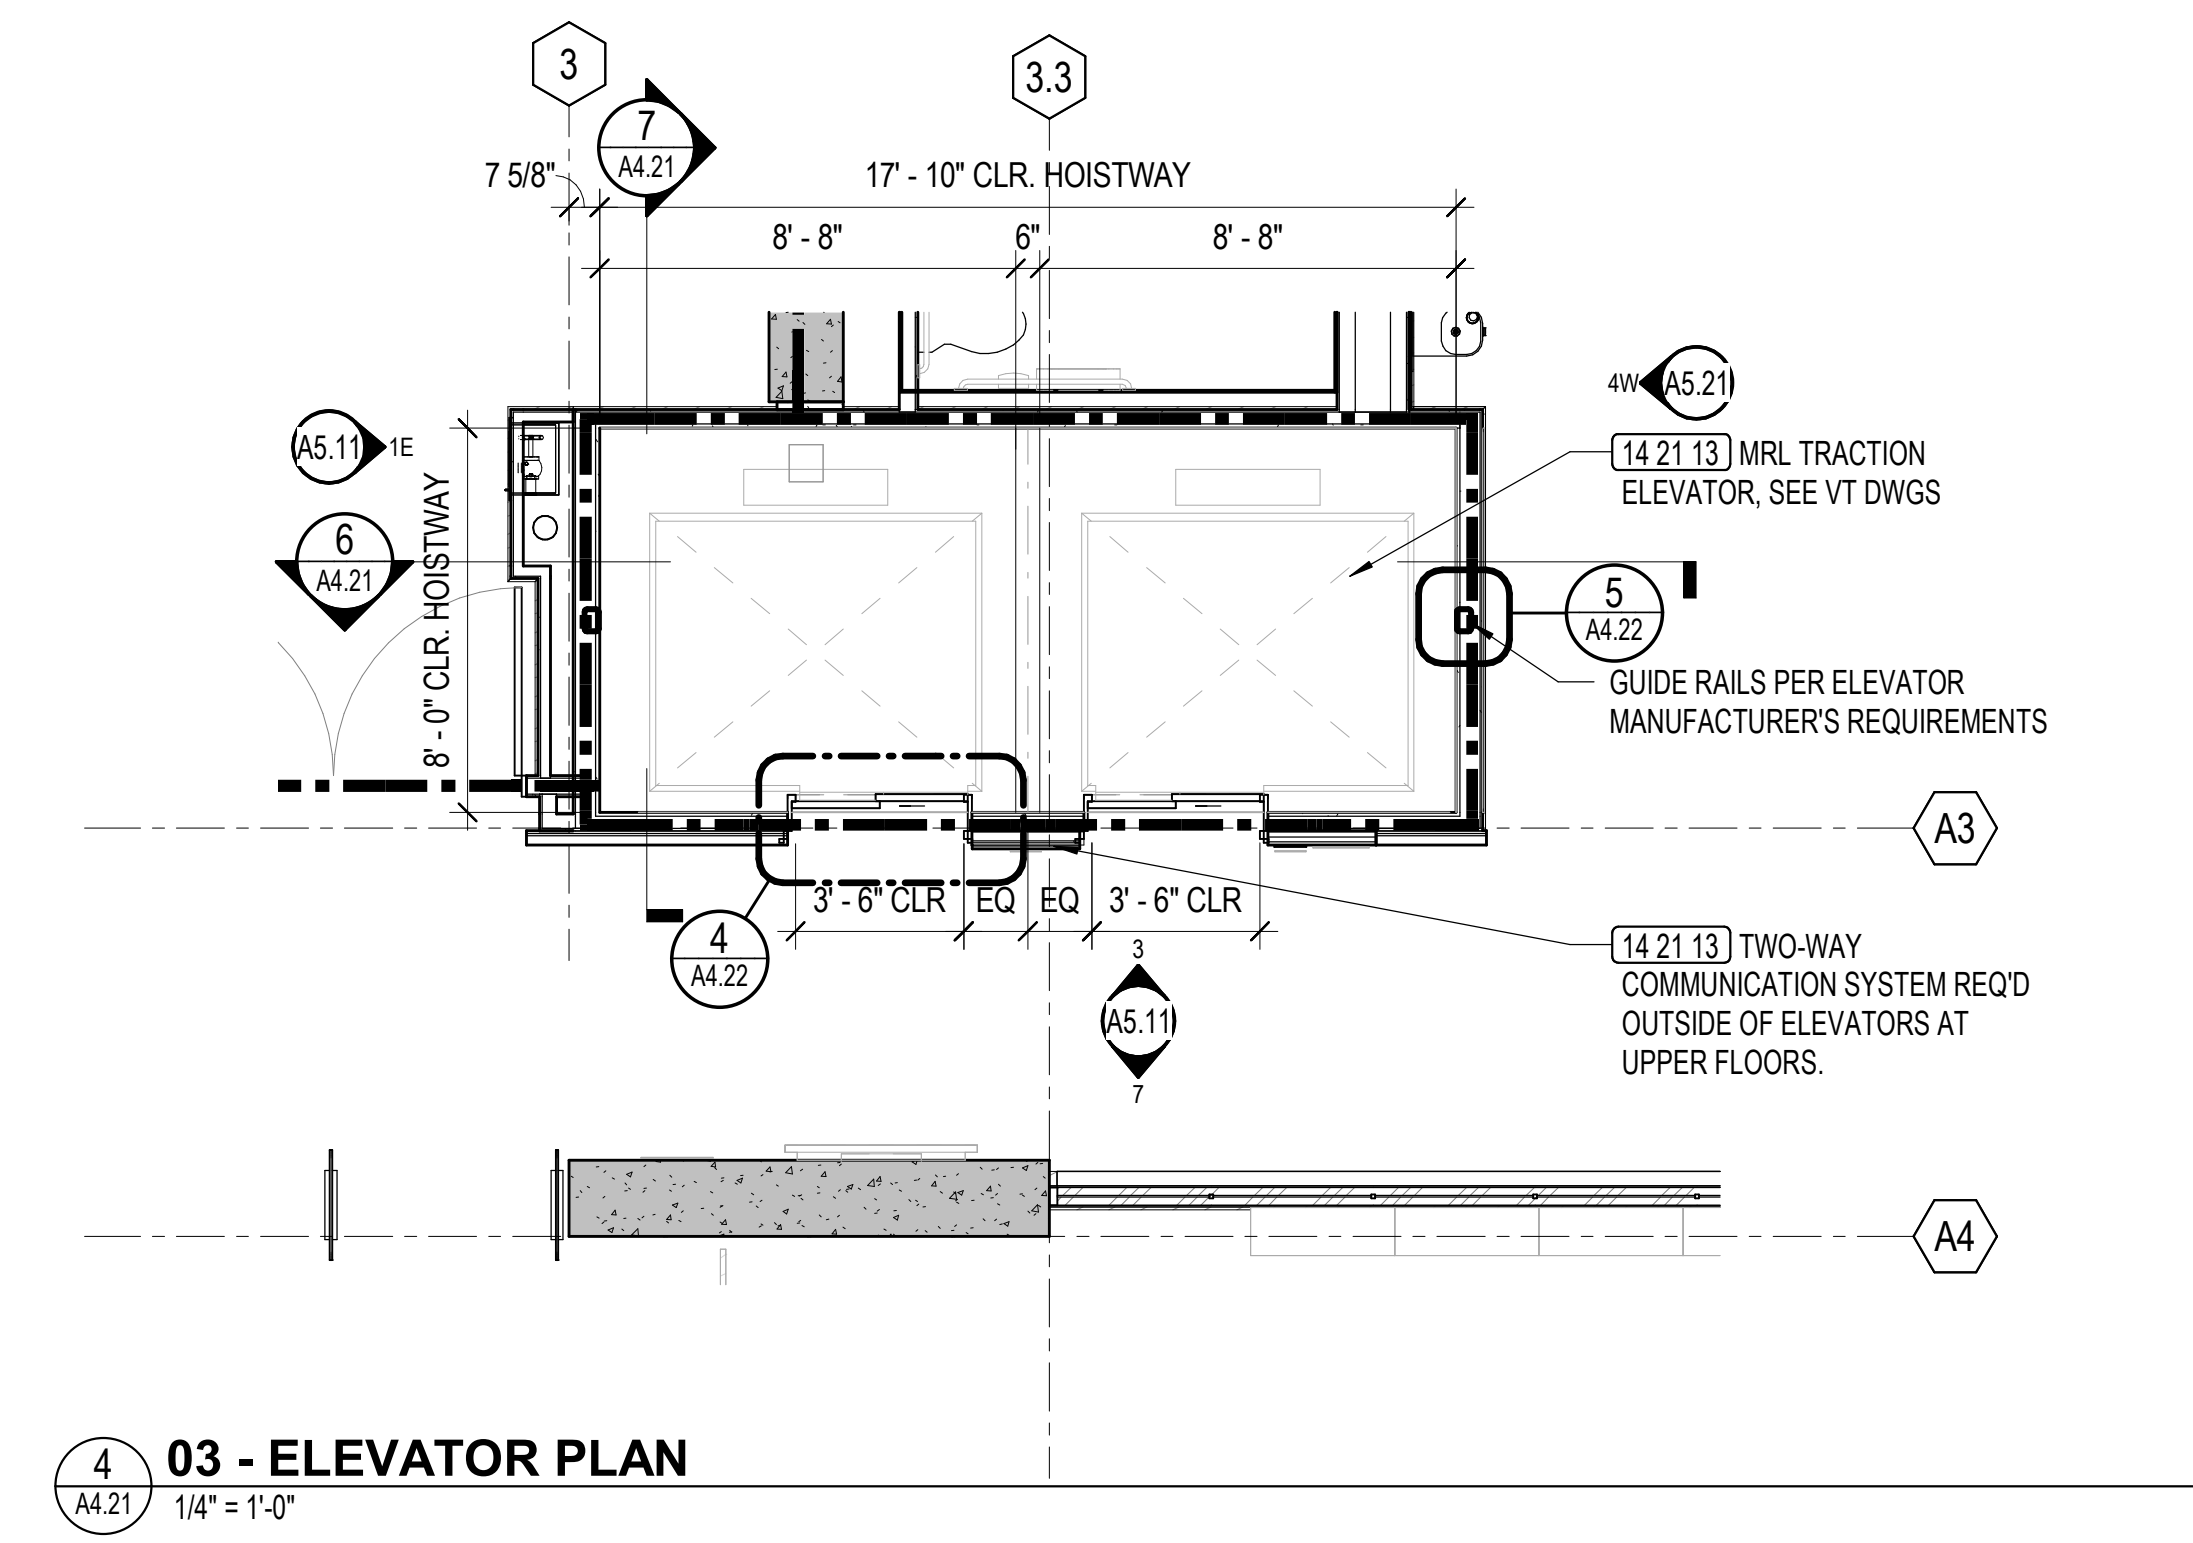 3
3.3
7
A4.21
7 5/8"
17' - 10" CLR. HOISTWAY
8' - 8"
6"
8' - 8"
4W
A5.21
A5.11
1E
14 21 13 MRL TRACTION
ELEVATOR, SEE VT DWGS
6
A4.21
8' - 0" CLR. HOISTWAY
5
A4.22
GUIDE RAILS PER ELEVATOR
MANUFACTURER'S REQUIREMENTS
A3
3' - 6" CLR
EQ
EQ
3' - 6" CLR
4
A4.22
14 21 13 TWO-WAY
COMMUNICATION SYSTEM REQ'D
OUTSIDE OF ELEVATORS AT
UPPER FLOORS.
3
A5.11
7
A4
4
A4.21
03 - ELEVATOR PLAN
1/4" = 1'-0"